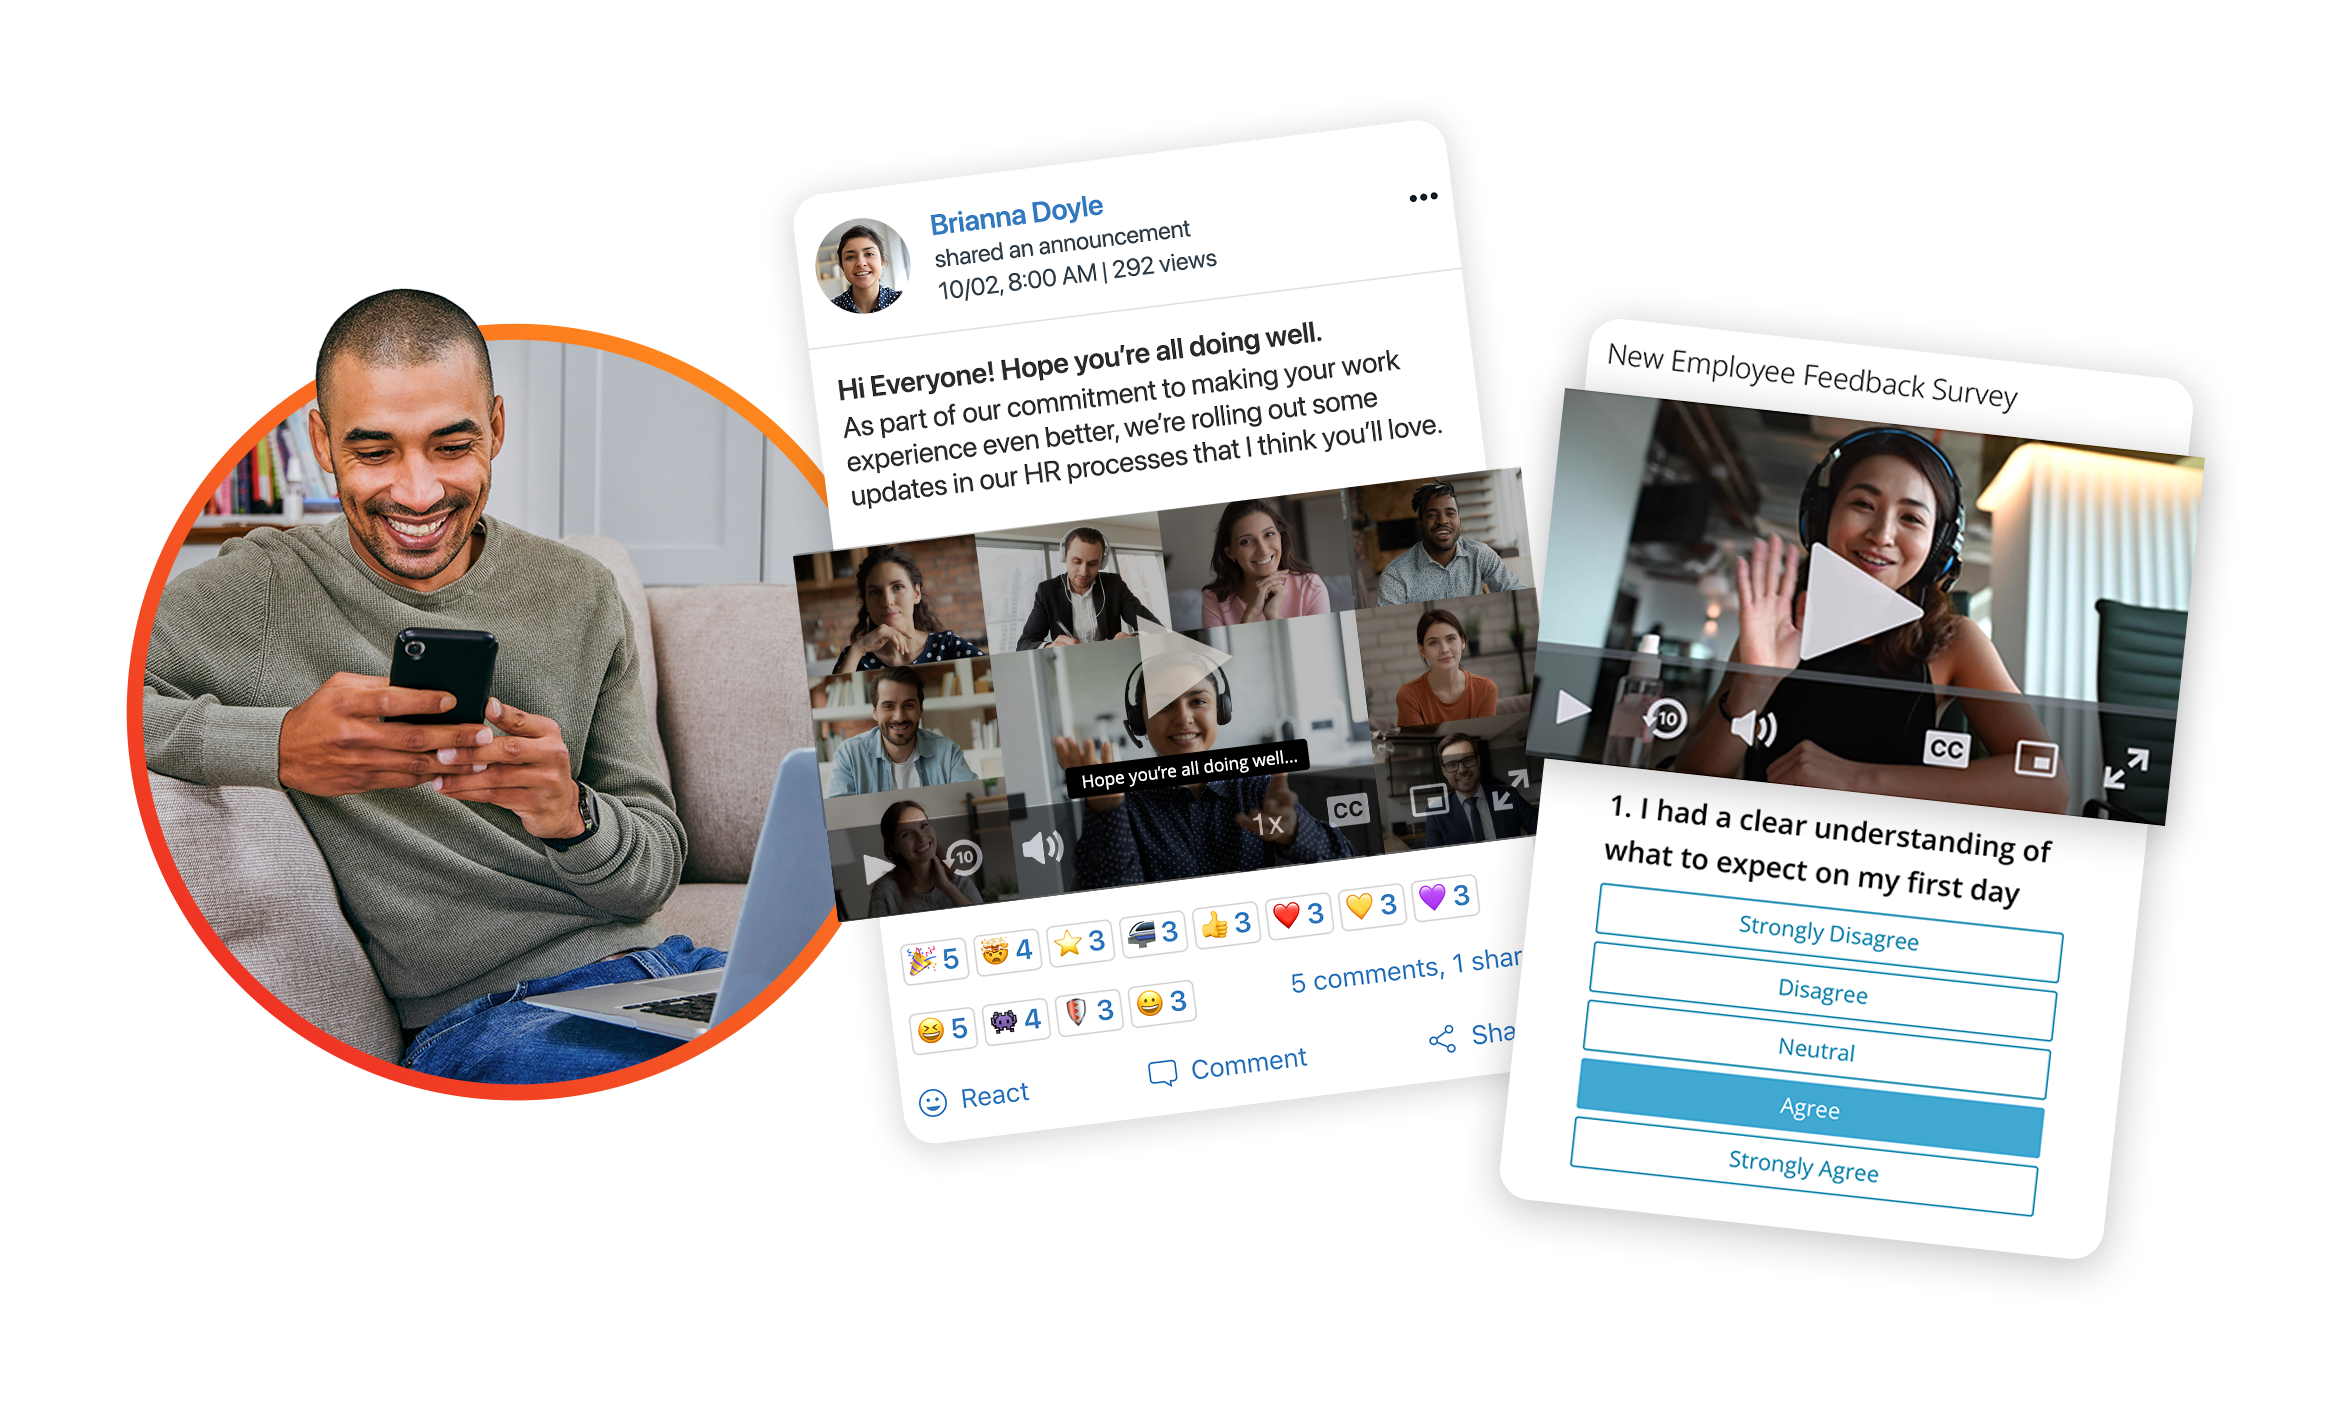 Brianna Doyle
shared an announcement
10/02, 8:00 AM | 292 views
Hi Everyone! Hope you're all doing well.
As part of our commitment to making your work
experience even better, we're rolling out some
updates in our HR processes that I think you'll love.
Hope you're all doing well...
10
1x
CC
5
4
3
3
3
3
3
3
5
4
3
3
5 comments, 1 shar
React
Comment
Sha
New Employee Feedback Survey
10
CC
1. I had a clear understanding of
what to expect on my first day
Strongly Disagree
Disagree
Neutral
Agree
Strongly Agree